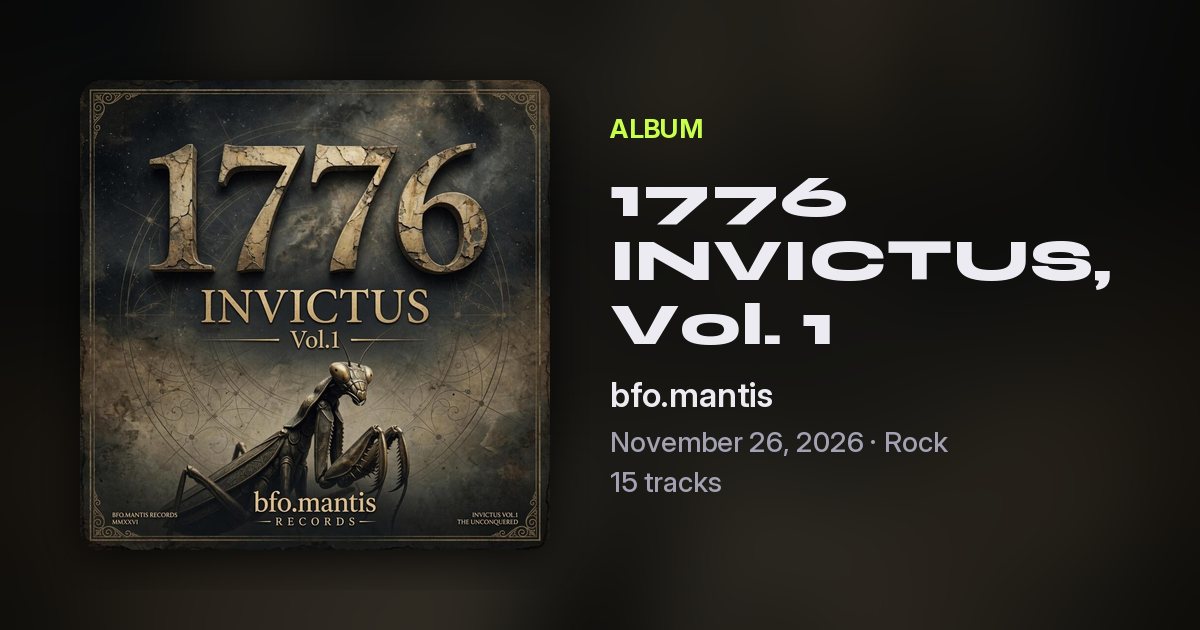 1776
INVICTUS
Vol.1
bfo.mantis
RECORDS
BFO.MANTIS RECORDS
MMXXVI
INVICTUS VOL.1
THE UNCONQUERED
ALBUM
1776
INVICTUS,
Vol. 1
bfo.mantis
November 26, 2026 · Rock
15 tracks